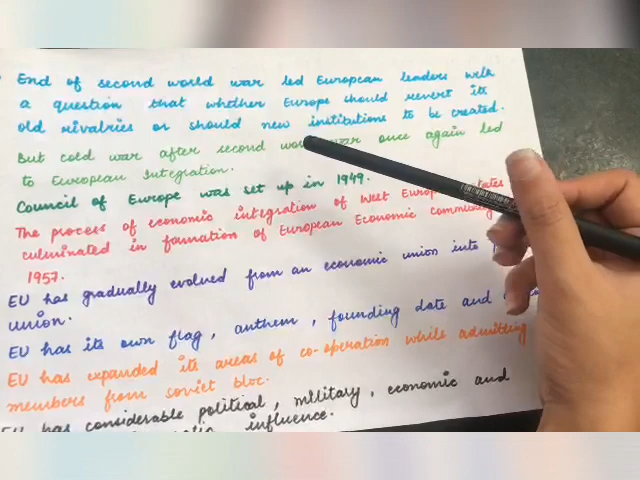 End of second world war led European leaders with
a question that whether Europe should revert its
old rivalries or should new institutions to be created.
But cold war after second war once again led
to European Integration.
Council of Europe was set up in 1949.
The process of economic integration of West
culminated in foundation of European Economic
1957.
EU has gradually evolved from an economic union into
union.
EU has its own flag, anthem, founding date and
EU has expanded its areas of co-operation while admitting
members from soviet bloc.
EU has considerable political, military, economic and
influence.